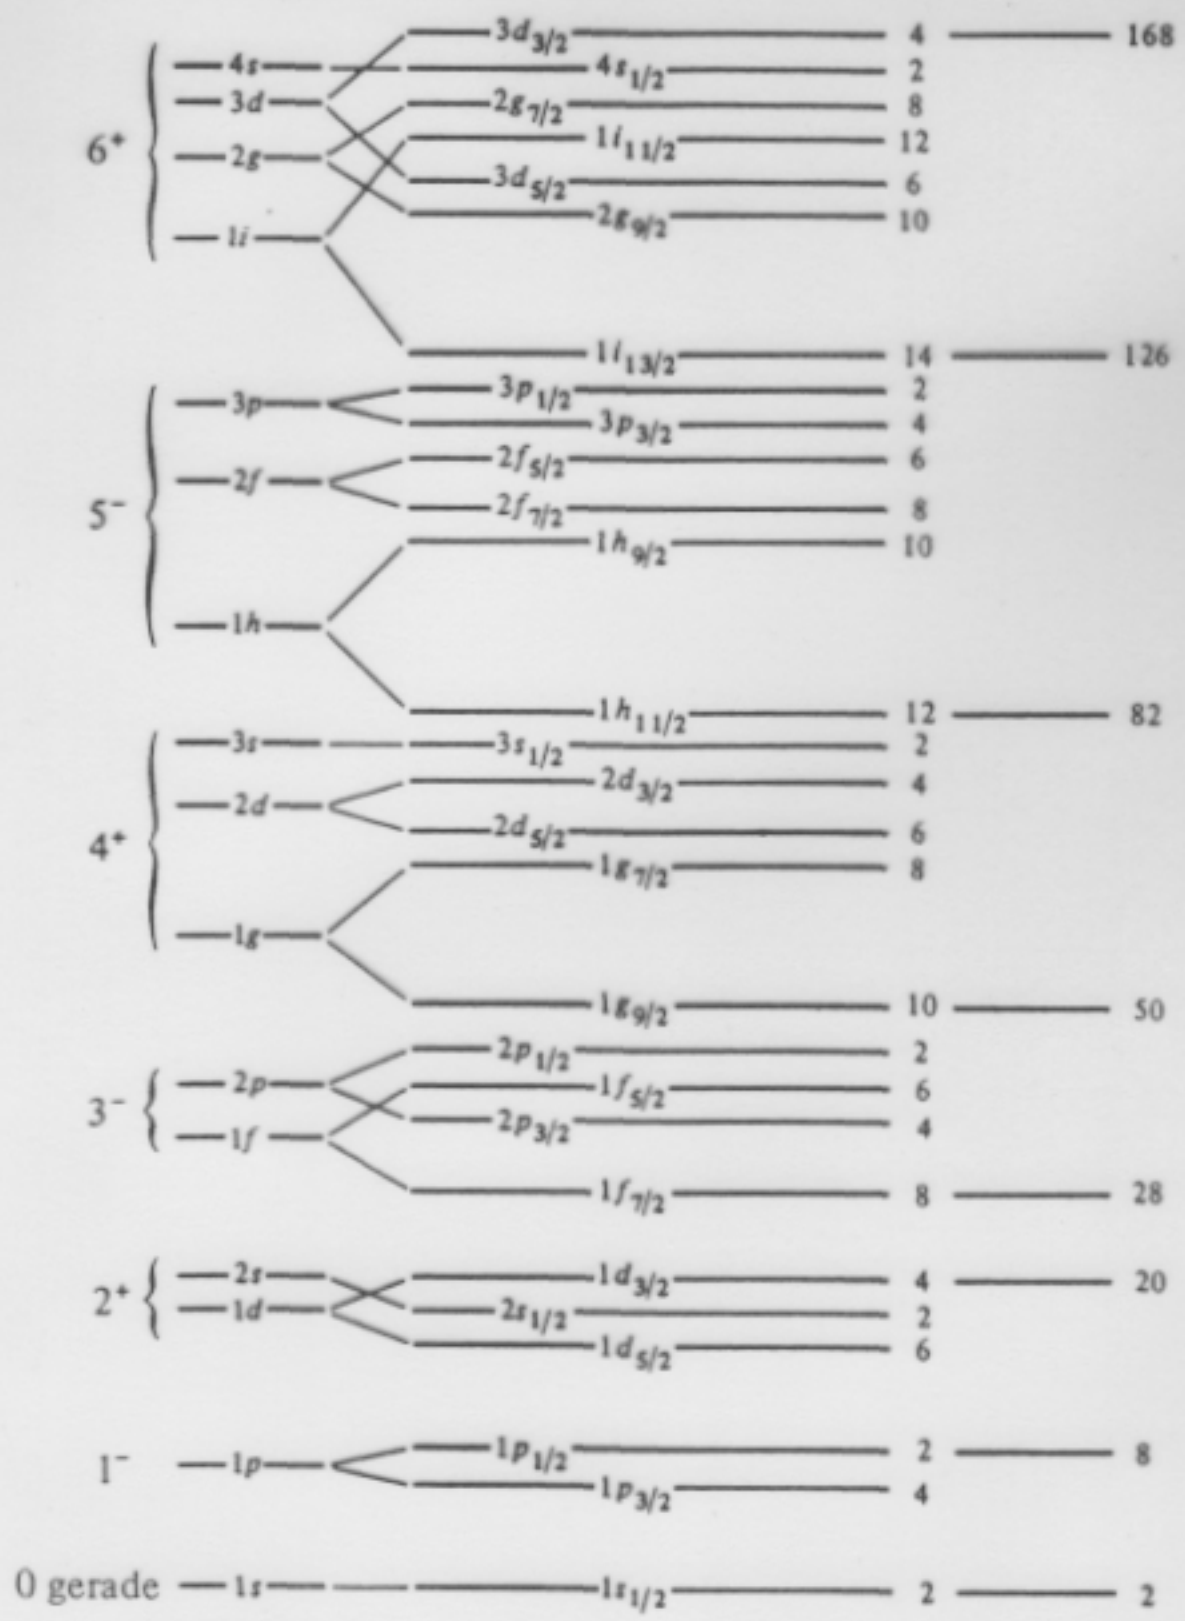 3d3/2 4 168
4s 4s1/2 2
3d 2g7/2 8
6+ 1i11/2 12
2g 3d5/2 6
2g9/2 10
1i
1i13/2 14 126
3p 3p1/2 2
3p3/2 4
2f5/2 6
2f 2f7/2 8
5− 1h9/2 10
1h
1h11/2 12 82
3s 3s1/2 2
2d3/2 4
2d 2d5/2 6
4+ 1g7/2 8
1g
1g9/2 10 50
2p1/2 2
2p 1f5/2 6
3− 2p3/2 4
1f
1f7/2 8 28
2s 1d3/2 4 20
2+ 1d 2s1/2 2
1d5/2 6
1p1/2 2 8
1− 1p
1p3/2 4
0 gerade 1s 1s1/2 2 2